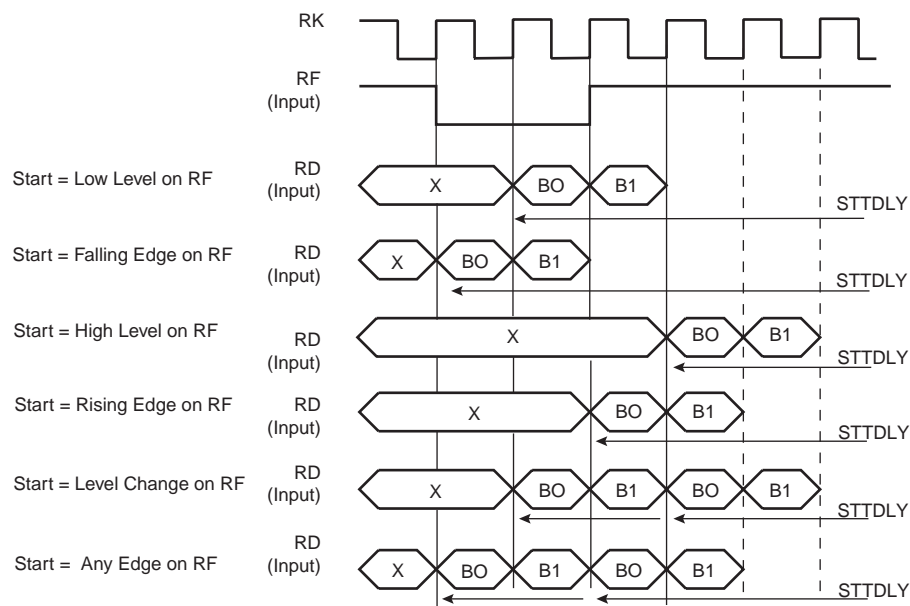 RK
RF
(Input)
Start = Low Level on RF
RD
(Input)
X
BO
B1
STTDLY
Start = Falling Edge on RF
RD
(Input)
X
BO
B1
STTDLY
Start = High Level on RF
RD
(Input)
X
BO
B1
STTDLY
Start = Rising Edge on RF
RD
(Input)
X
BO
B1
STTDLY
Start = Level Change on RF
RD
(Input)
X
BO
B1
BO
B1
STTDLY
Start = Any Edge on RF
RD
(Input)
X
BO
B1
BO
B1
STTDLY